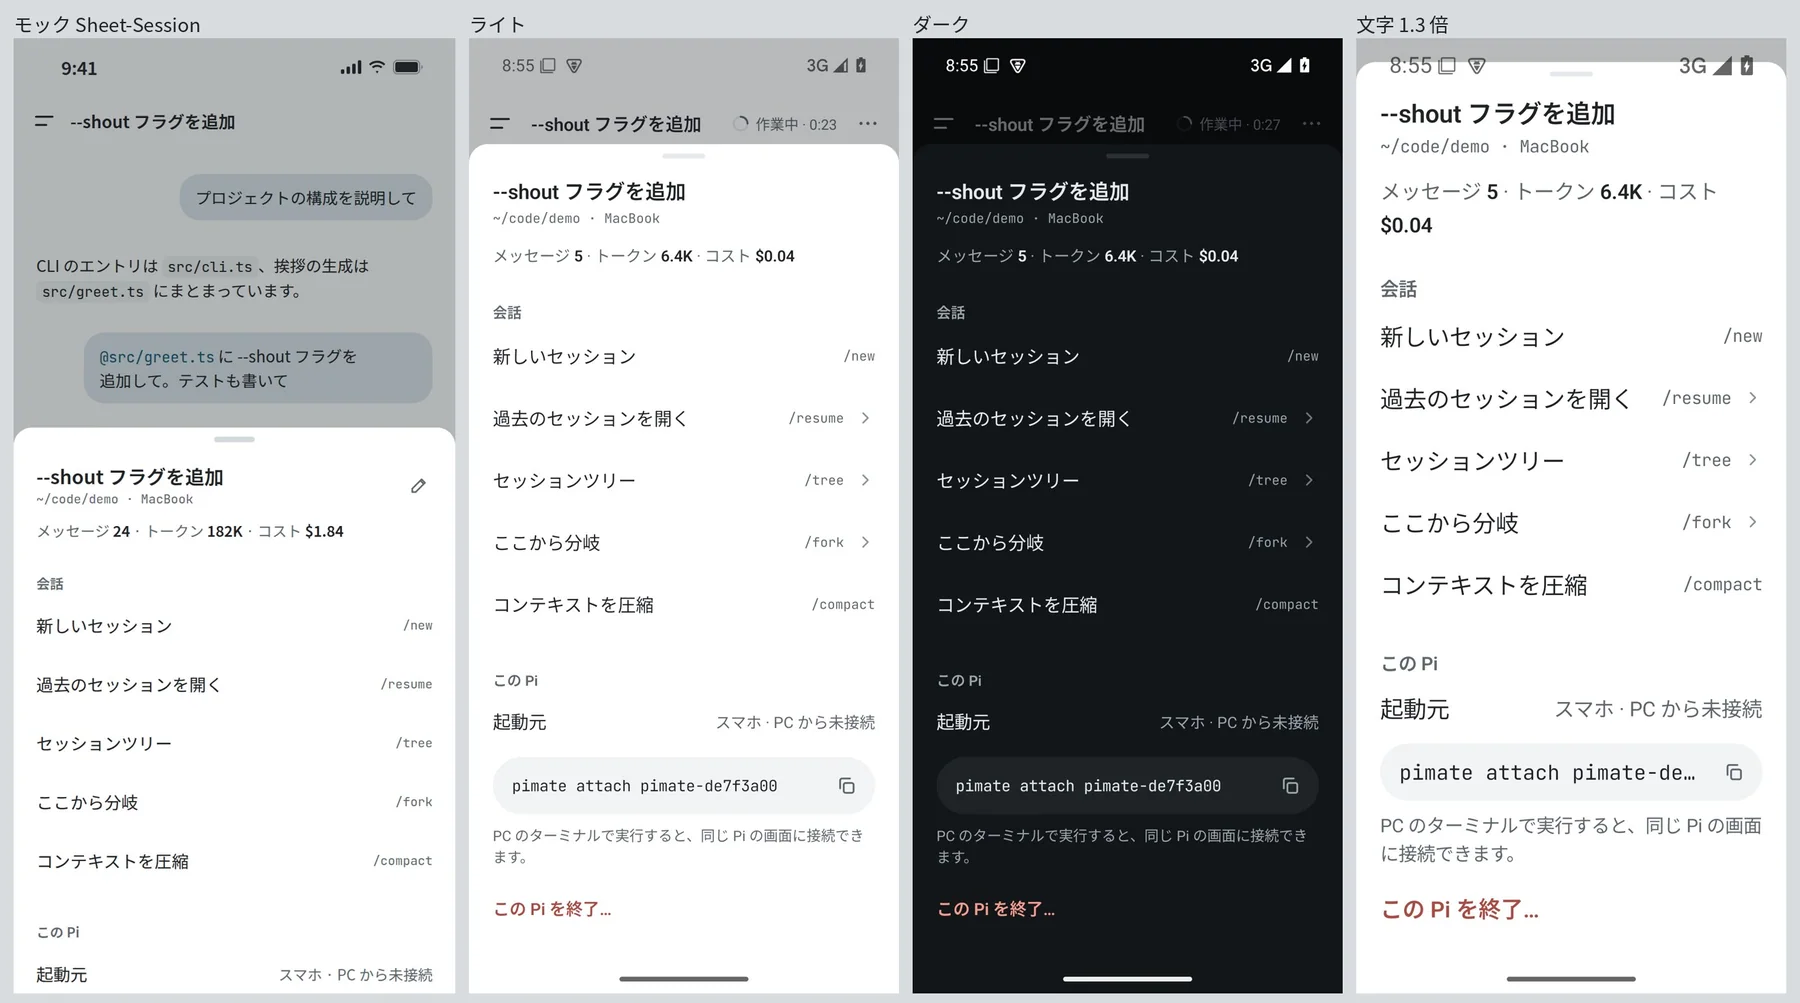 モック Sheet-Session
9:41
--shout フラグを追加
プロジェクトの構成を説明して
CLI のエントリは src/cli.ts 、挨拶の生成は
src/greet.ts にまとまっています。
@src/greet.ts に --shout フラグを
追加して。テストも書いて
--shout フラグを追加
~/code/demo · MacBook
メッセージ 24 · トークン 182K · コスト $1.84
会話
新しいセッション /new
過去のセッションを開く /resume
セッションツリー /tree
ここから分岐 /fork
コンテキストを圧縮 /compact
この Pi
起動元 スマホ · PC から未接続
ライト
8:55 3G
--shout フラグを追加 作業中 · 0:23
--shout フラグを追加
~/code/demo · MacBook
メッセージ 5 · トークン 6.4K · コスト $0.04
会話
新しいセッション /new
過去のセッションを開く /resume
セッションツリー /tree
ここから分岐 /fork
コンテキストを圧縮 /compact
この Pi
起動元 スマホ · PC から未接続
pimate attach pimate-de7f3a00
PC のターミナルで実行すると、同じ Pi の画面に接続でき
ます。
この Pi を終了…
ダーク
8:55 3G
--shout フラグを追加 作業中 · 0:27
--shout フラグを追加
~/code/demo · MacBook
メッセージ 5 · トークン 6.4K · コスト $0.04
会話
新しいセッション /new
過去のセッションを開く /resume
セッションツリー /tree
ここから分岐 /fork
コンテキストを圧縮 /compact
この Pi
起動元 スマホ · PC から未接続
pimate attach pimate-de7f3a00
PC のターミナルで実行すると、同じ Pi の画面に接続でき
ます。
この Pi を終了…
文字 1.3 倍
8:55 3G
--shout フラグを追加
~/code/demo · MacBook
メッセージ 5 · トークン 6.4K · コスト
$0.04
会話
新しいセッション /new
過去のセッションを開く /resume
セッションツリー /tree
ここから分岐 /fork
コンテキストを圧縮 /compact
この Pi
起動元 スマホ · PC から未接続
pimate attach pimate-de…
PC のターミナルで実行すると、同じ Pi の画面
に接続できます。
この Pi を終了…